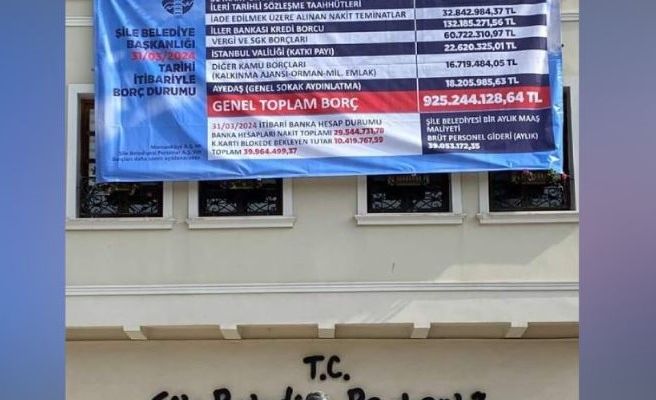 ŞİLE BELEDİYE
BAŞKANLIĞI
31/03/2024
TARİHİ
İTİBARİYLE
BORÇ DURUMU
İLERİ TARİHLİ SÖZLEŞME TAAHHÜTLERİ
İADE EDİLMEK ÜZERE ALINAN NAKİT TEMİNATLAR 32.842.984,37 TL
İLLER BANKASI KREDİ BORCU 132.185.271,56 TL
VERGİ VE SGK BORÇLARI 60.722.310,97 TL
İSTANBUL VALİLİĞİ (KATKI PAYI) 22.620.325,01 TL
DİĞER KAMU BORÇLARI
(KALKINMA AJANSI-ORMAN-MİL. EMLAK) 16.719.484,05 TL
AYEDAŞ (GENEL SOKAK AYDINLATMA) 18.205.985,63 TL
GENEL TOPLAM BORÇ 925.244.128,64 TL
31/03/2024 İTİBARİ BANKA HESAP DURUMU
BANKA HESAPLARI NAKİT TOPLAMI 29.544.731,78
K.KARTI BLOKEDE BEKLEYEN TUTAR 10.419.767,59
TOPLAM 39.964.499,37
ŞİLE BELEDİYESİ BİR AYLIK MAAŞ
MALİYETİ
BRÜT PERSONEL GİDERİ (AYLIK)
39.053.172,35
T.C.
Şile Belediye Başkanlığı